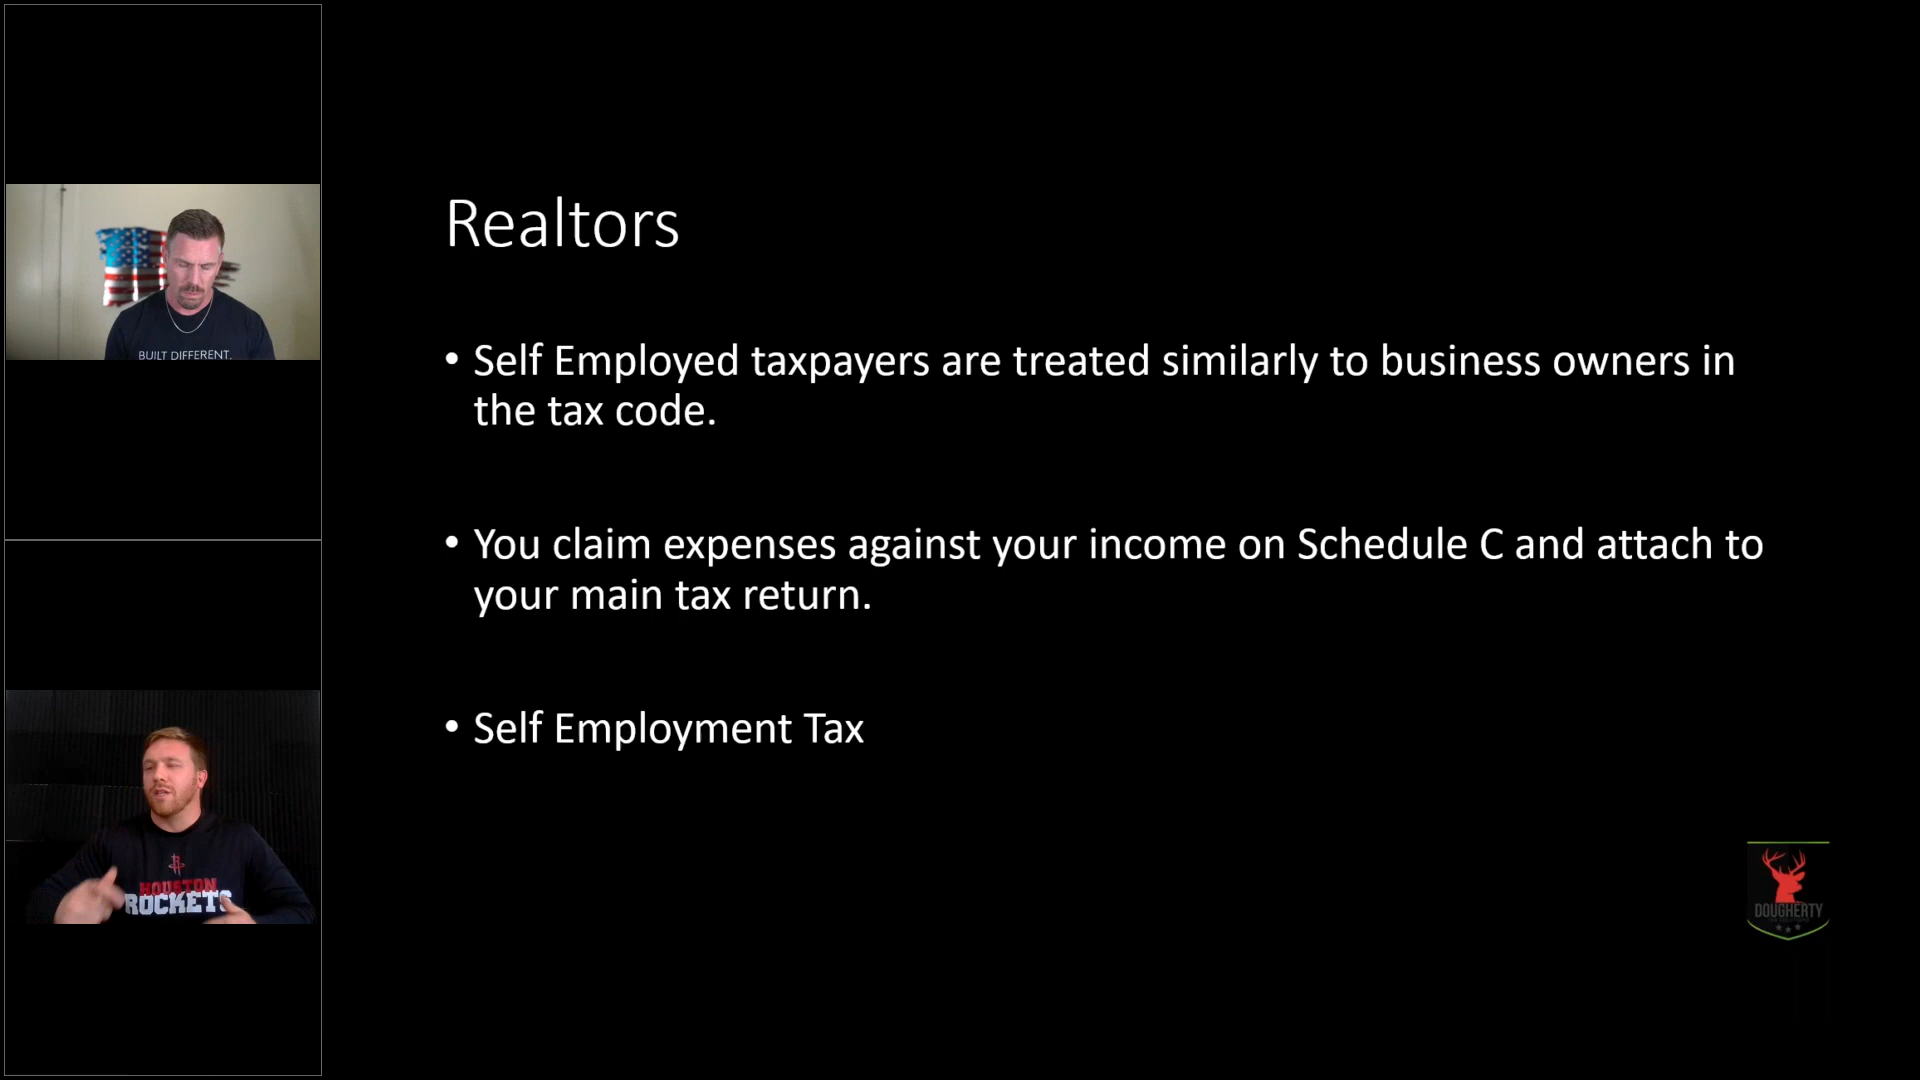 BUILT DIFFERENT.
HOUSTON
ROCKETS
Realtors
• Self Employed taxpayers are treated similarly to business owners in
the tax code.
• You claim expenses against your income on Schedule C and attach to
your main tax return.
• Self Employment Tax
DOUGHERTY